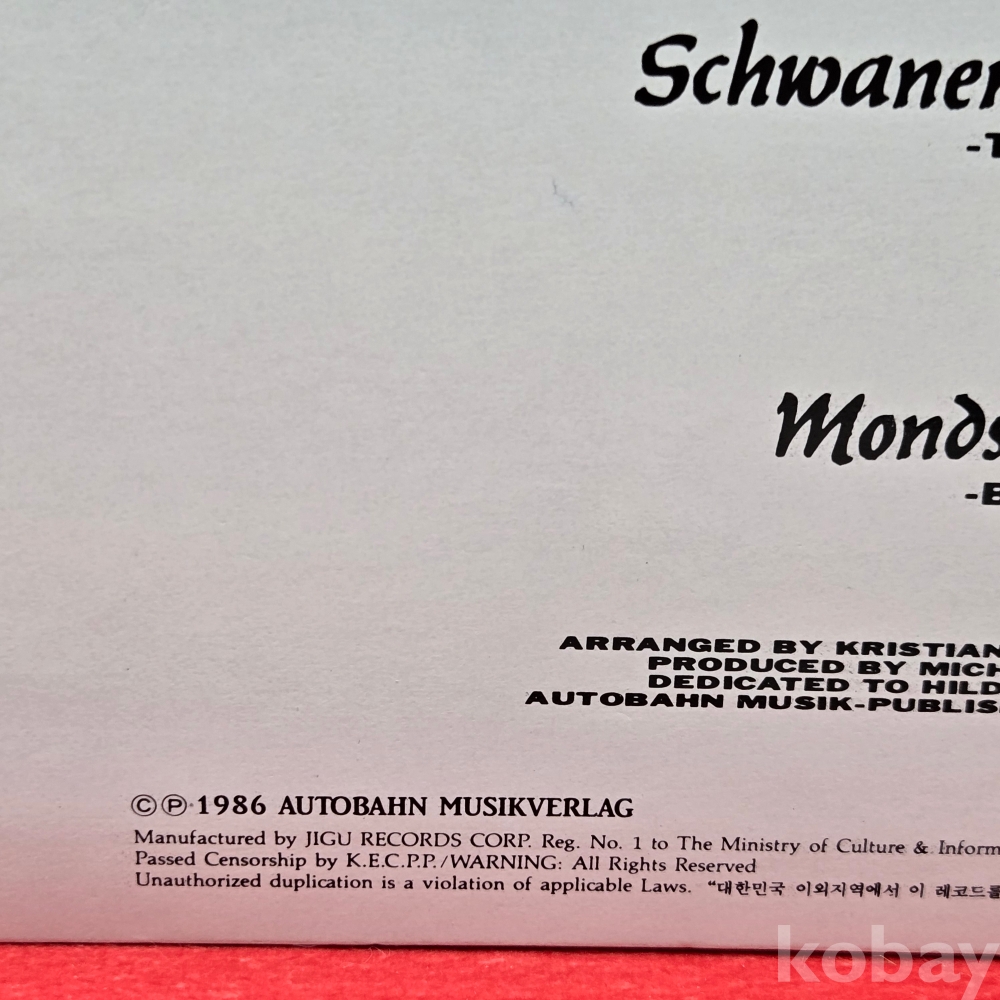 Schwanen
-T
Monds
-B
ARRANGED BY KRISTIAN
PRODUCED BY MICH
DEDICATED TO HILD
AUTOBAHN MUSIK-PUBLIS
©℗ 1986 AUTOBAHN MUSIKVERLAG
Manufactured by JIGU RECORDS CORP. Reg. No. 1 to The Ministry of Culture & Inform
Passed Censorship by K.E.C.P.P./WARNING: All Rights Reserved
Unauthorized duplication is a violation of applicable Laws. "대한민국 이외지역에서 이 레코드를
kobay